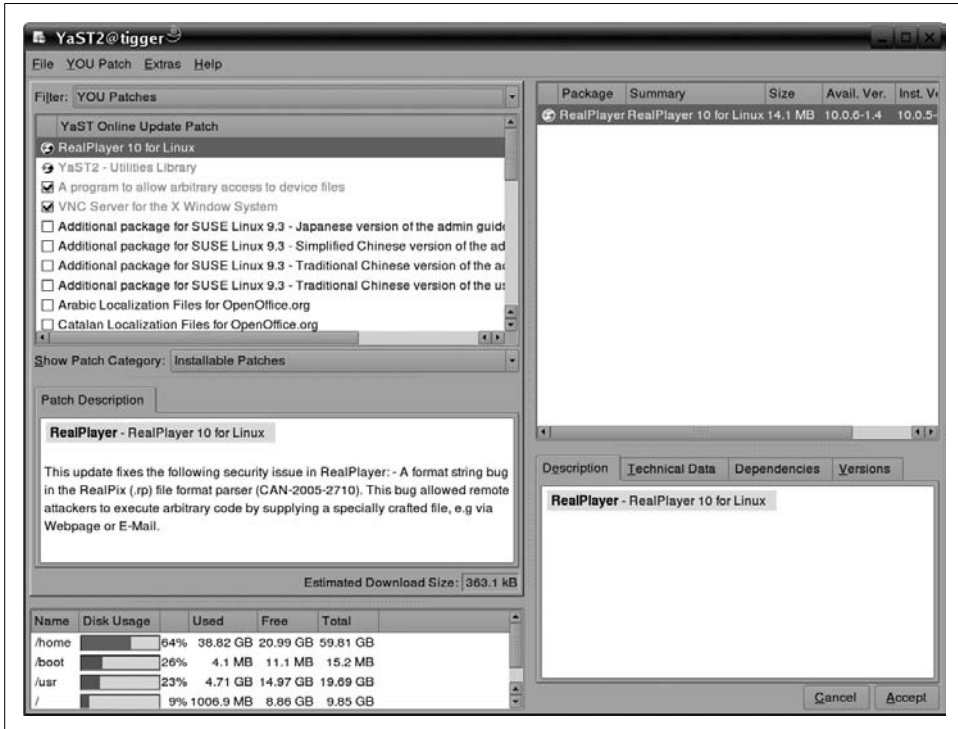 YaST2@tigger
File YOU Patch Extras Help
Filter: YOU Patches
YaST Online Update Patch
RealPlayer 10 for Linux
YaST2 - Utilities Library
A program to allow arbitrary access to device files
VNC Server for the X Window System
Additional package for SUSE Linux 9.3 - Japanese version of the admin guide
Additional package for SUSE Linux 9.3 - Simplified Chinese version of the ad
Additional package for SUSE Linux 9.3 - Traditional Chinese version of the
Additional package for SUSE Linux 9.3 - Traditional Chinese version of the
Arabic Localization Files for OpenOffice.org
Catalan Localization Files for OpenOffice.org
Show Patch Category: Installable Patches
Patch Description
RealPlayer - RealPlayer 10 for Linux
This update fixes the following security issue in RealPlayer: - A format string bug
in the RealPix (.rp) file format parser (CAN-2005-2710). This bug allowed remote
attackers to execute arbitrary code by supplying a specially crafted file, e.g via
Webpage or E-Mail.
Estimated Download Size: 363.1 kB
Name Disk Usage Used Free Total
/home 64% 38.82 GB 20.99 GB 59.81 GB
/boot 26% 4.1 MB 11.1 MB 15.2 MB
/usr 23% 4.71 GB 14.97 GB 19.69 GB
/ 9% 1006.9 MB 8.86 GB 9.85 GB
Package Summary Size Avail. Ver. Inst. Ve
RealPlayer RealPlayer 10 for Linux 14.1 MB 10.0.6-1.4 10.0.5-
Description Technical Data Dependencies Versions
RealPlayer - RealPlayer 10 for Linux
Cancel Accept